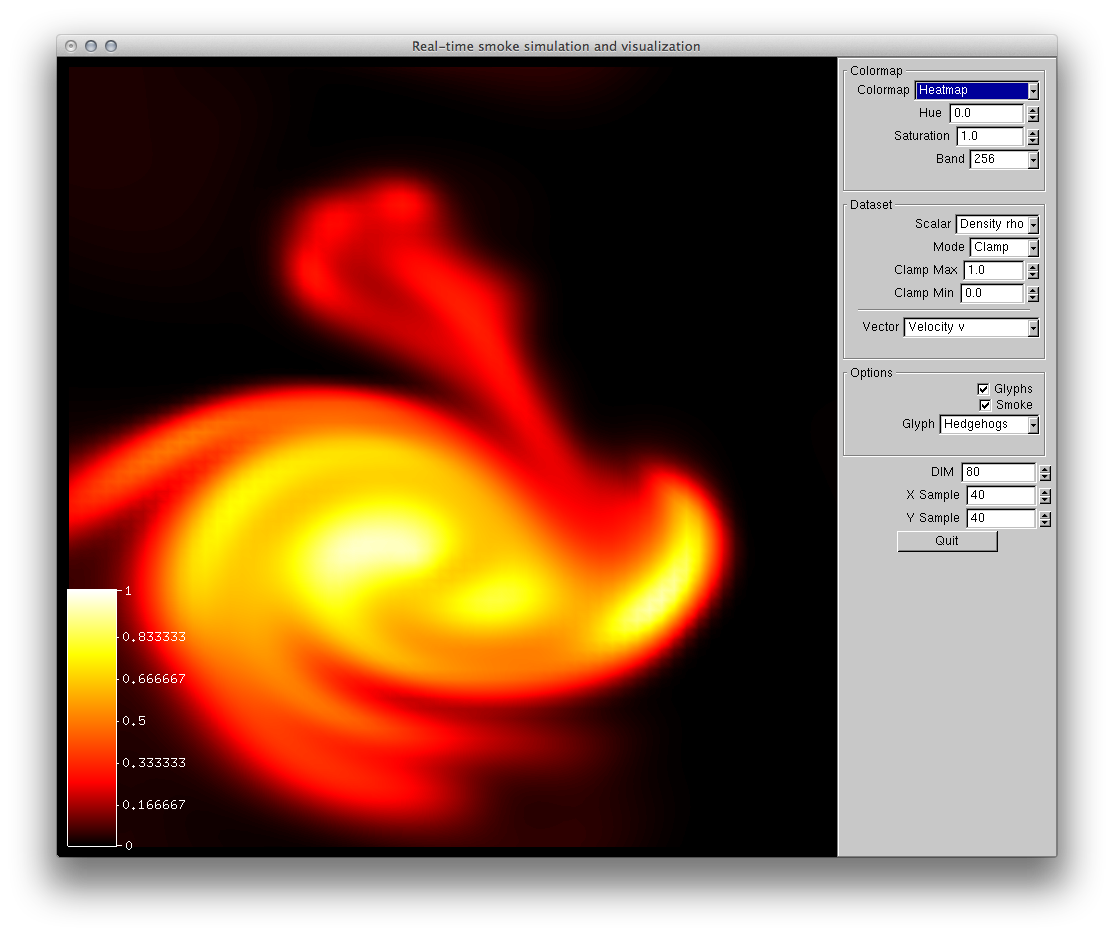 Real-time smoke simulation and visualization
Colormap
Colormap Heatmap
Hue 0.0
Saturation 1.0
Band 256
Dataset
Scalar Density rho
Mode Clamp
Clamp Max 1.0
Clamp Min 0.0
Vector Velocity v
Options
Glyphs
Smoke
Glyph Hedgehogs
DIM 80
X Sample 40
Y Sample 40
Quit
1
0.833333
0.666667
0.5
0.333333
0.166667
0